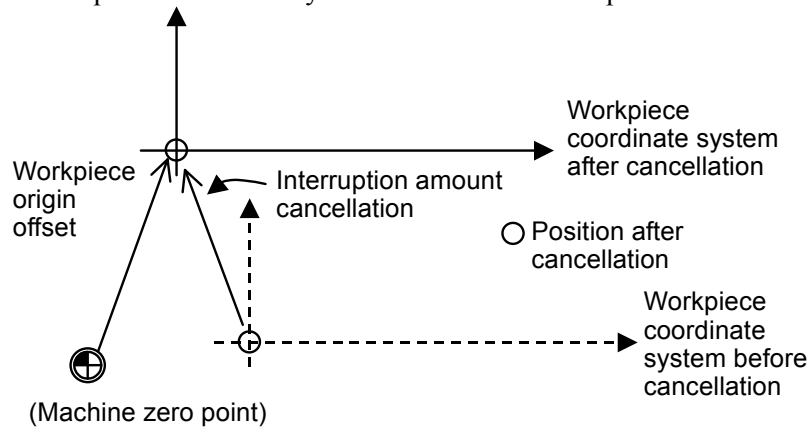 Workpiece
coordinate system
after cancellation
Workpiece
origin
offset
Interruption amount
cancellation
Position after
cancellation
Workpiece
coordinate
system before
cancellation
(Machine zero point)